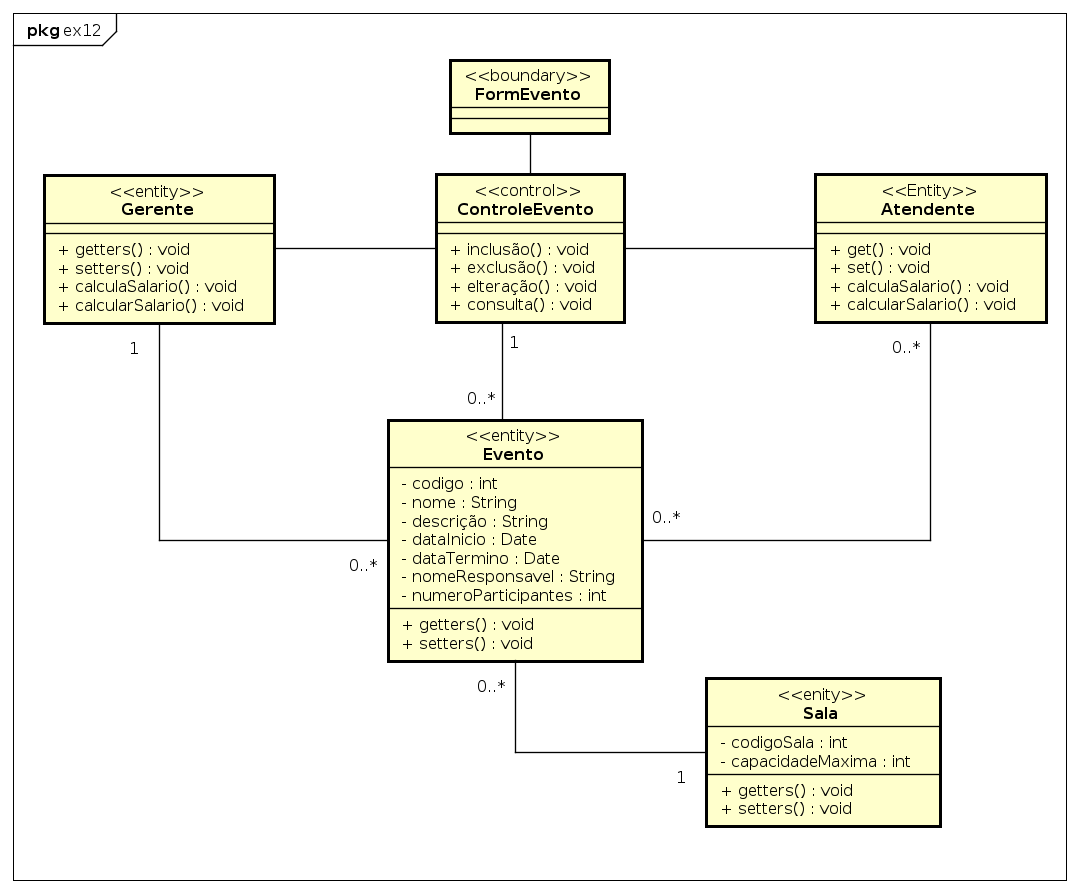 pkg ex12
<<boundary>>
FormEvento
<<entity>>
Gerente
+ getters() : void
+ setters() : void
+ calculaSalario() : void
+ calcularSalario() : void
<<control>>
ControleEvento
+ inclusão() : void
+ exclusão() : void
+ elteração() : void
+ consulta() : void
<<Entity>>
Atendente
+ get() : void
+ set() : void
+ calculaSalario() : void
+ calcularSalario() : void
1
1
0..*
0..*
<<entity>>
Evento
- codigo : int
- nome : String
- descrição : String
- dataInicio : Date
- dataTermino : Date
- nomeResponsavel : String
- numeroParticipantes : int
+ getters() : void
+ setters() : void
0..*
0..*
0..*
1
<<enity>>
Sala
- codigoSala : int
- capacidadeMaxima : int
+ getters() : void
+ setters() : void